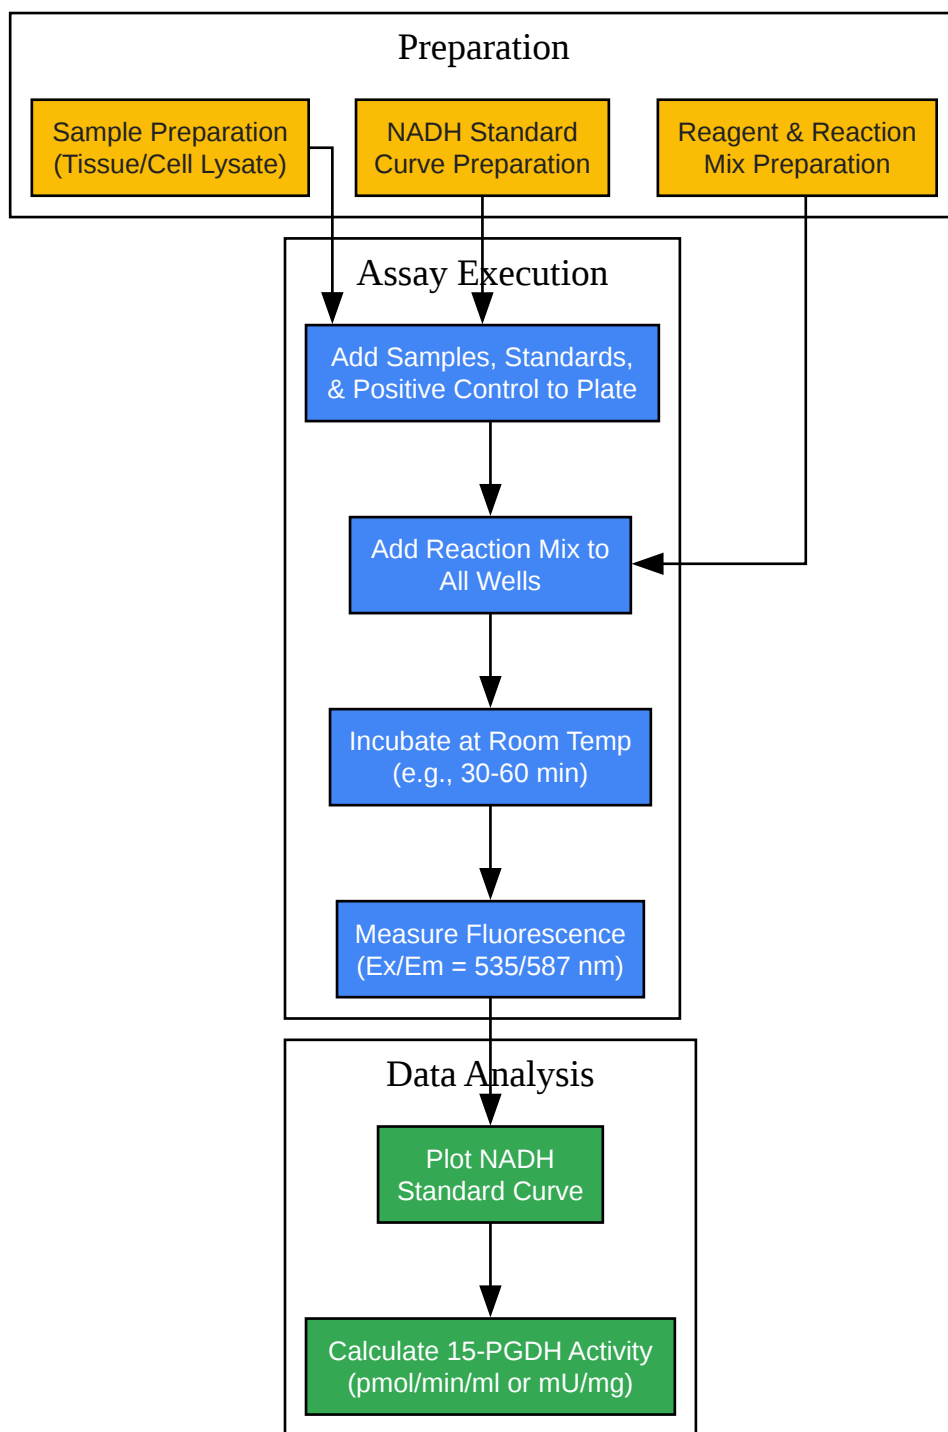 Preparation
Sample Preparation
(Tissue/Cell Lysate)
NADH Standard
Curve Preparation
Reagent & Reaction
Mix Preparation
Assay Execution
Add Samples, Standards,
& Positive Control to Plate
Add Reaction Mix to
All Wells
Incubate at Room Temp
(e.g., 30-60 min)
Measure Fluorescence
(Ex/Em = 535/587 nm)
Data Analysis
Plot NADH
Standard Curve
Calculate 15-PGDH Activity
(pmol/min/ml or mU/mg)